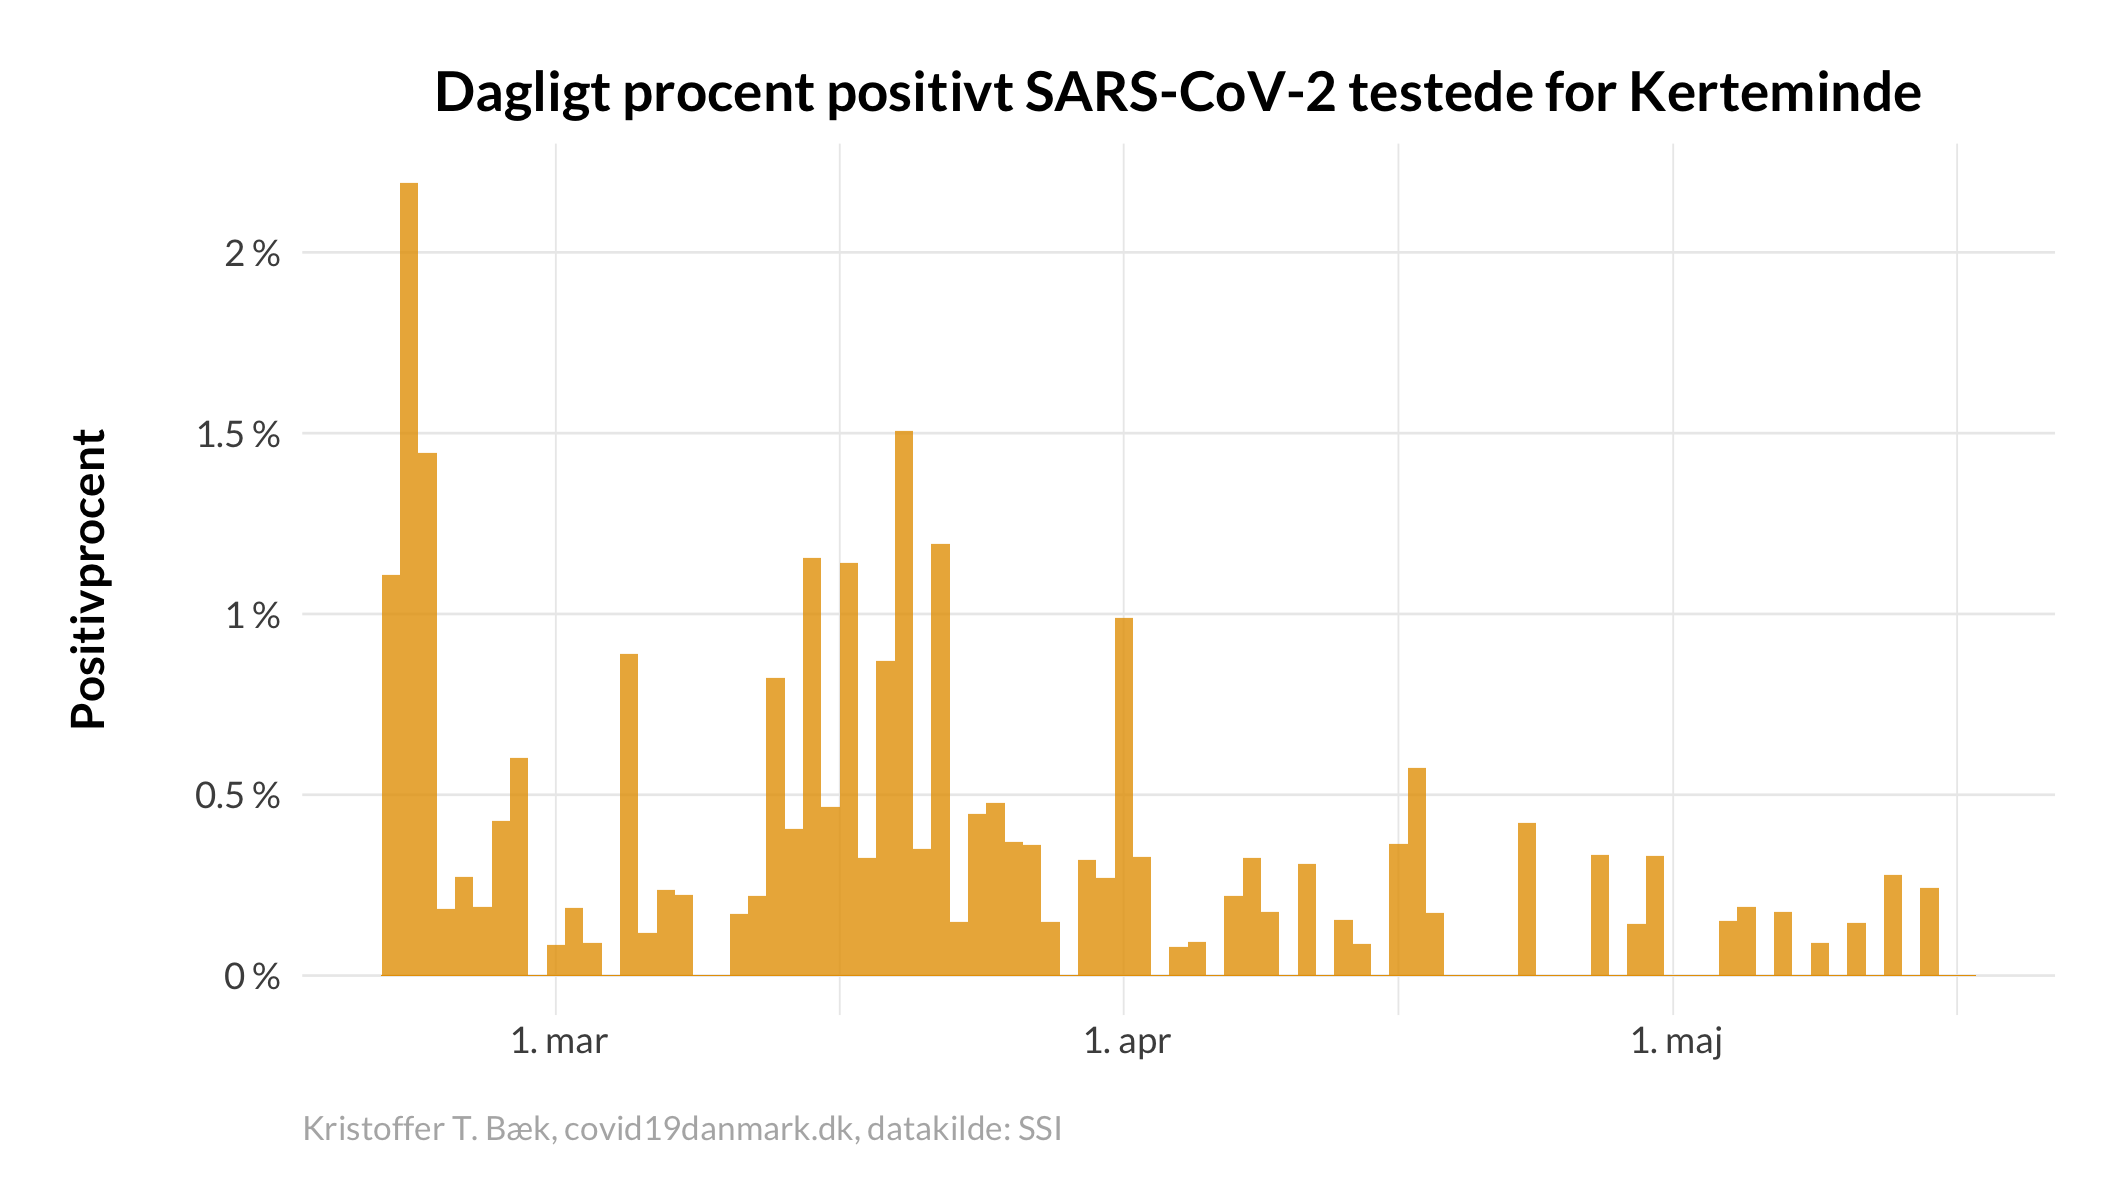 Dagligt procent positivt SARS-CoV-2 testede for Kerteminde
Positivprocent
2 %
1.5 %
1 %
0.5 %
0 %
1. mar
1. apr
1. maj
Kristoffer T. Bæk, covid19danmark.dk, datakilde: SSI